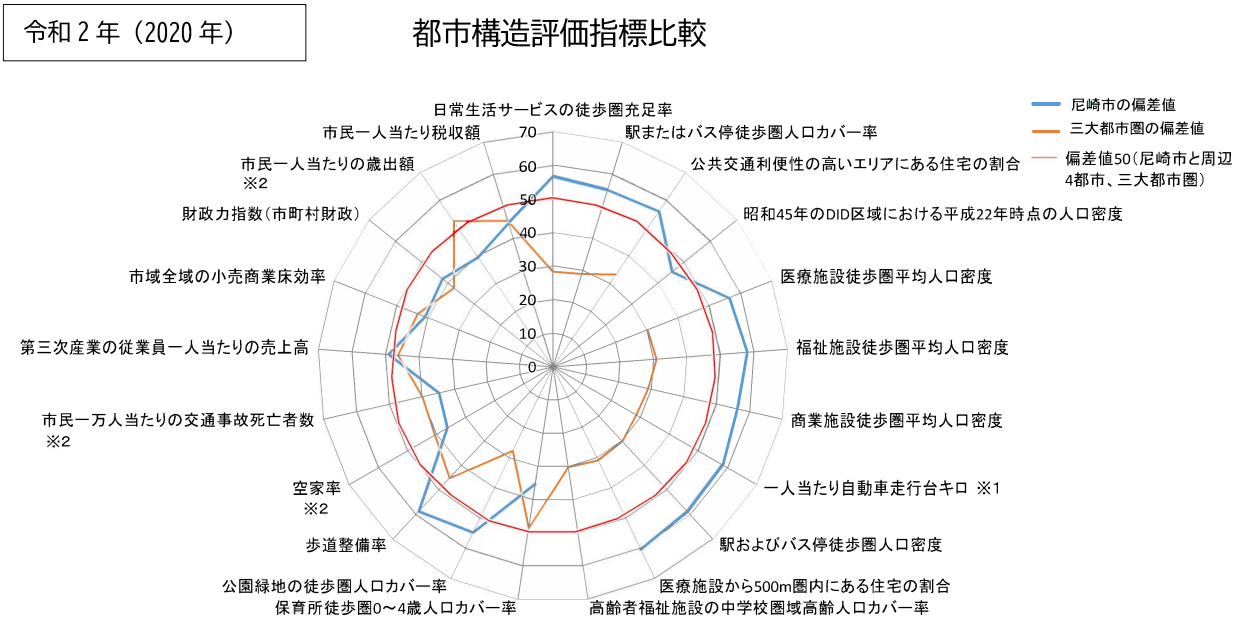 令和２年（2020年）
都市構造評価指標比較
尼崎市の偏差値
三大都市圏の偏差値
偏差値50（尼崎市と周辺
4都市、三大都市圏）
日常生活サービスの徒歩圏充足率
駅またはバス停徒歩圏人口カバー率
公共交通利便性の高いエリアにある住宅の割合
昭和45年のDID区域における平成22年時点の人口密度
医療施設徒歩圏平均人口密度
福祉施設徒歩圏平均人口密度
商業施設徒歩圏平均人口密度
一人当たり自動車走行台キロ ※1
駅およびバス停徒歩圏人口密度
医療施設から500m圏内にある住宅の割合
高齢者福祉施設の中学校圏域高齢人口カバー率
保育所徒歩圏0～4歳人口カバー率
公園緑地の徒歩圏人口カバー率
歩道整備率
空家率
※2
市民一万人当たりの交通事故死亡者数
※2
第三次産業の従業員一人当たりの売上高
市域全域の小売商業床効率
財政力指数（市町村財政）
市民一人当たりの歳出額
※2
市民一人当たり税収額
70
60
50
40
30
20
10
0